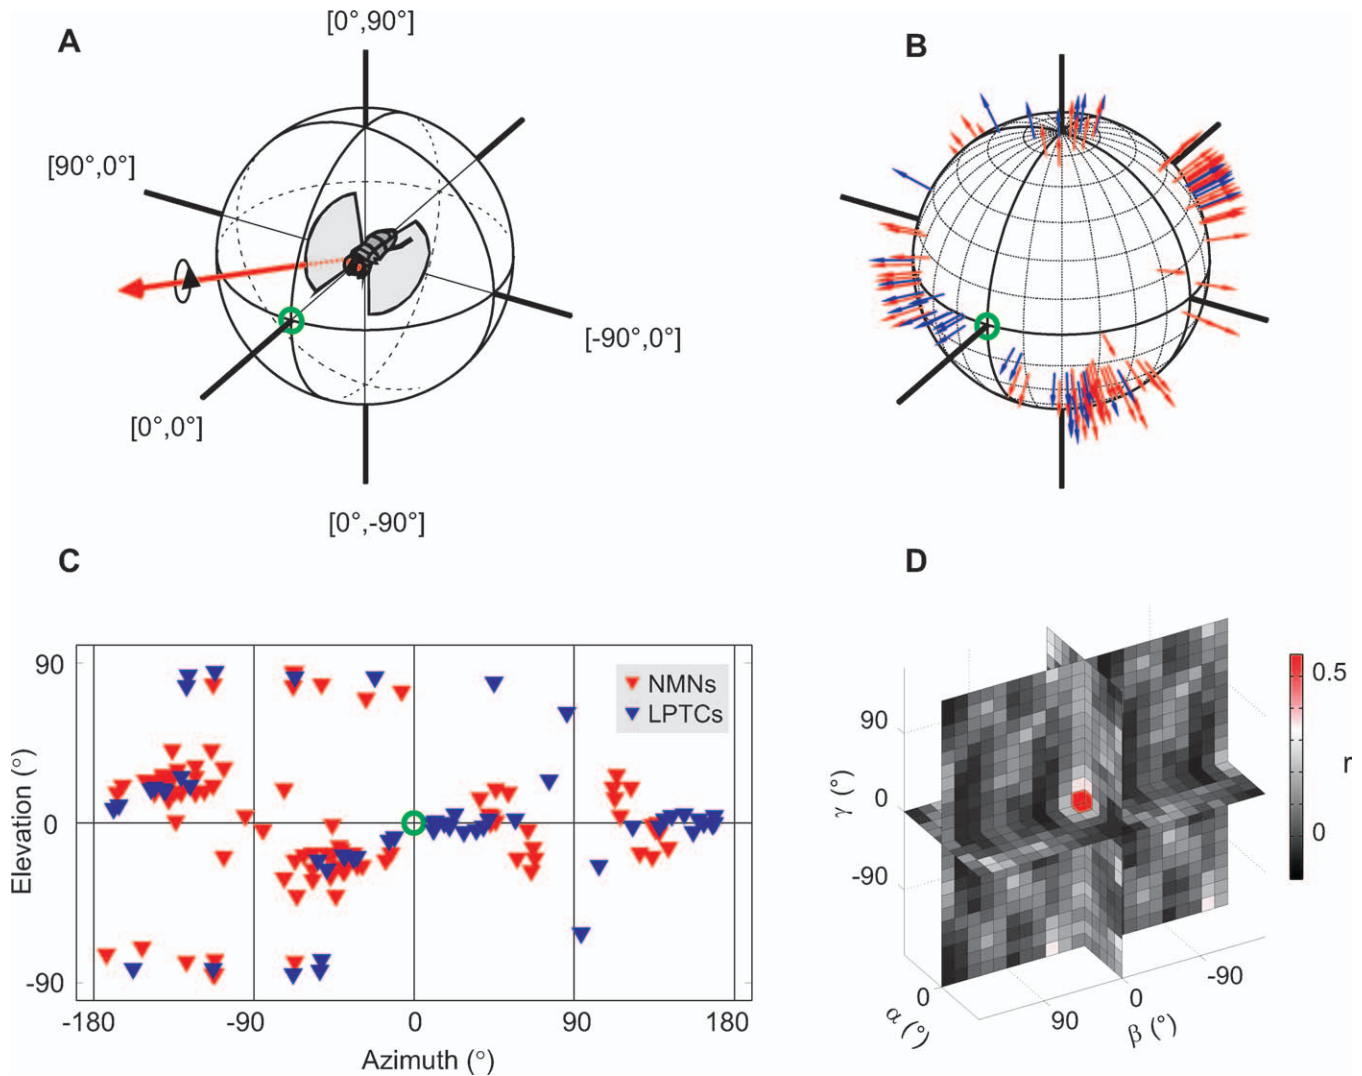 A
[0°,90°]
[90°,0°]
[-90°,0°]
[0°,0°]
[0°,-90°]
B
C
90
0
-90
Elevation (°)
NMNs
LPTCs
-180
-90
0
90
180
Azimuth (°)
D
90
0
-90
γ (°)
0
α (°)
90
0
-90
β (°)
0.5
0
r